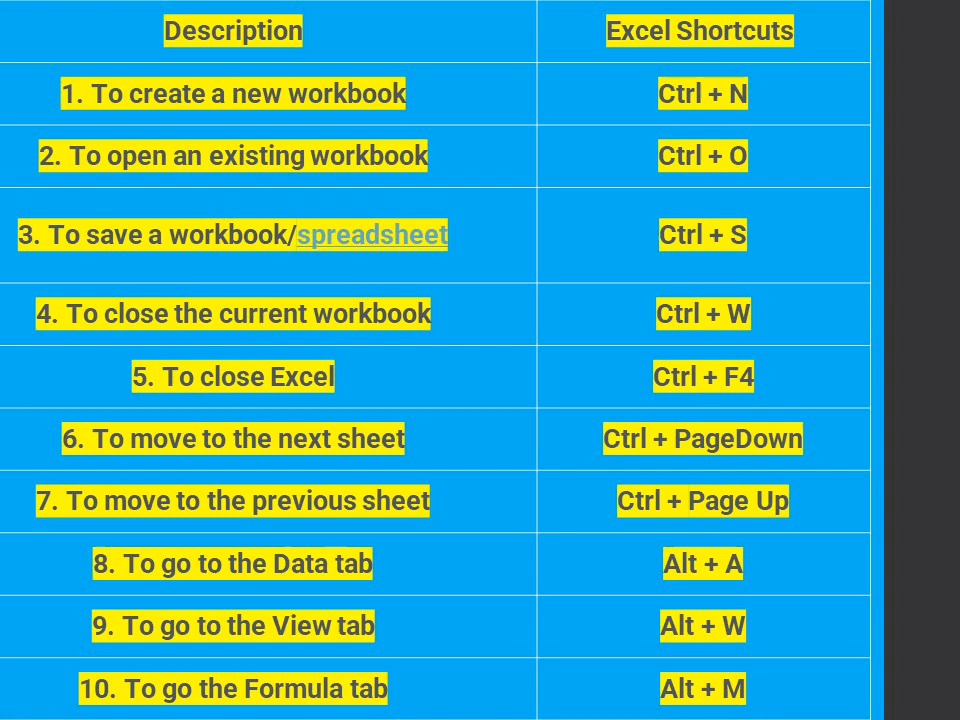 Description Excel Shortcuts
1. To create a new workbook Ctrl + N
2. To open an existing workbook Ctrl + O
3. To save a workbook/spreadsheet Ctrl + S
4. To close the current workbook Ctrl + W
5. To close Excel Ctrl + F4
6. To move to the next sheet Ctrl + PageDown
7. To move to the previous sheet Ctrl + Page Up
8. To go to the Data tab Alt + A
9. To go to the View tab Alt + W
10. To go the Formula tab Alt + M